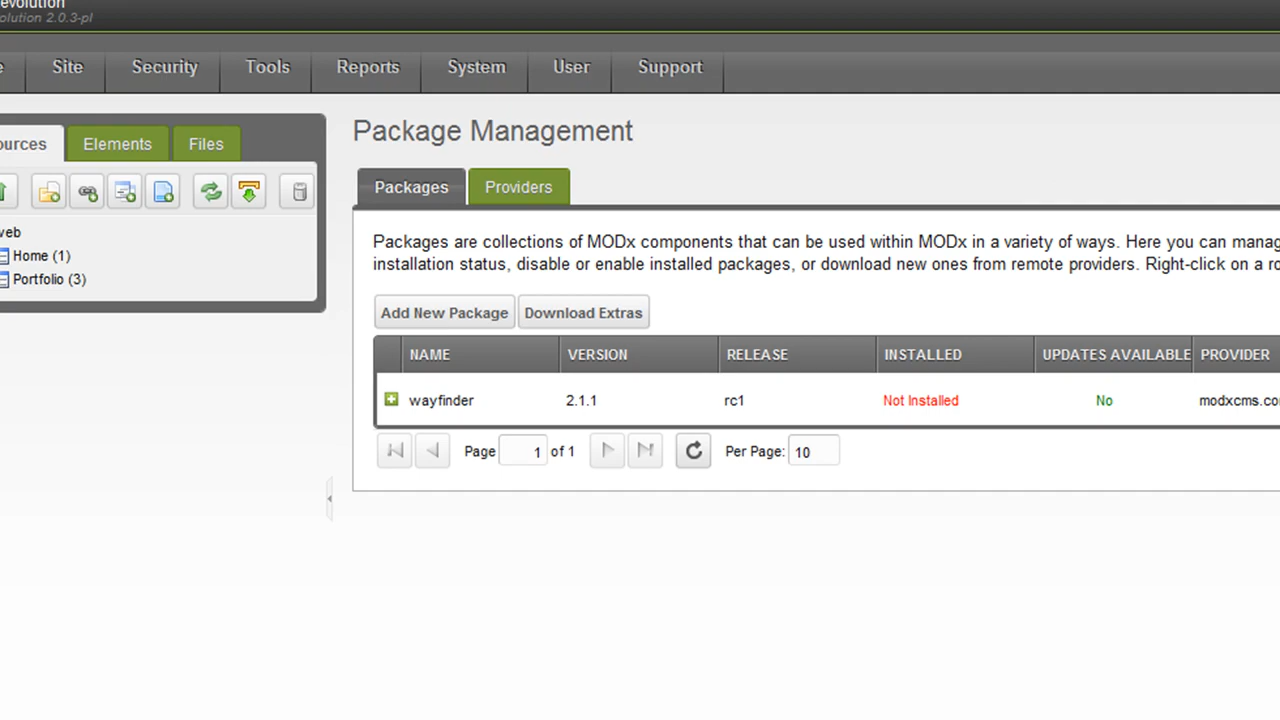 evolution
olution 2.0.3-pl
e Site Security Tools Reports System User Support
ources Elements Files
Package Management
Packages Providers
web
Home (1)
Portfolio (3)
Packages are collections of MODx components that can be used within MODx in a variety of ways. Here you can manag
installation status, disable or enable installed packages, or download new ones from remote providers. Right-click on a ro
Add New Package Download Extras
NAME VERSION RELEASE INSTALLED UPDATES AVAILABLE PROVIDER
wayfinder 2.1.1 rc1 Not Installed No modxcms.co
Page 1 of 1 Per Page: 10